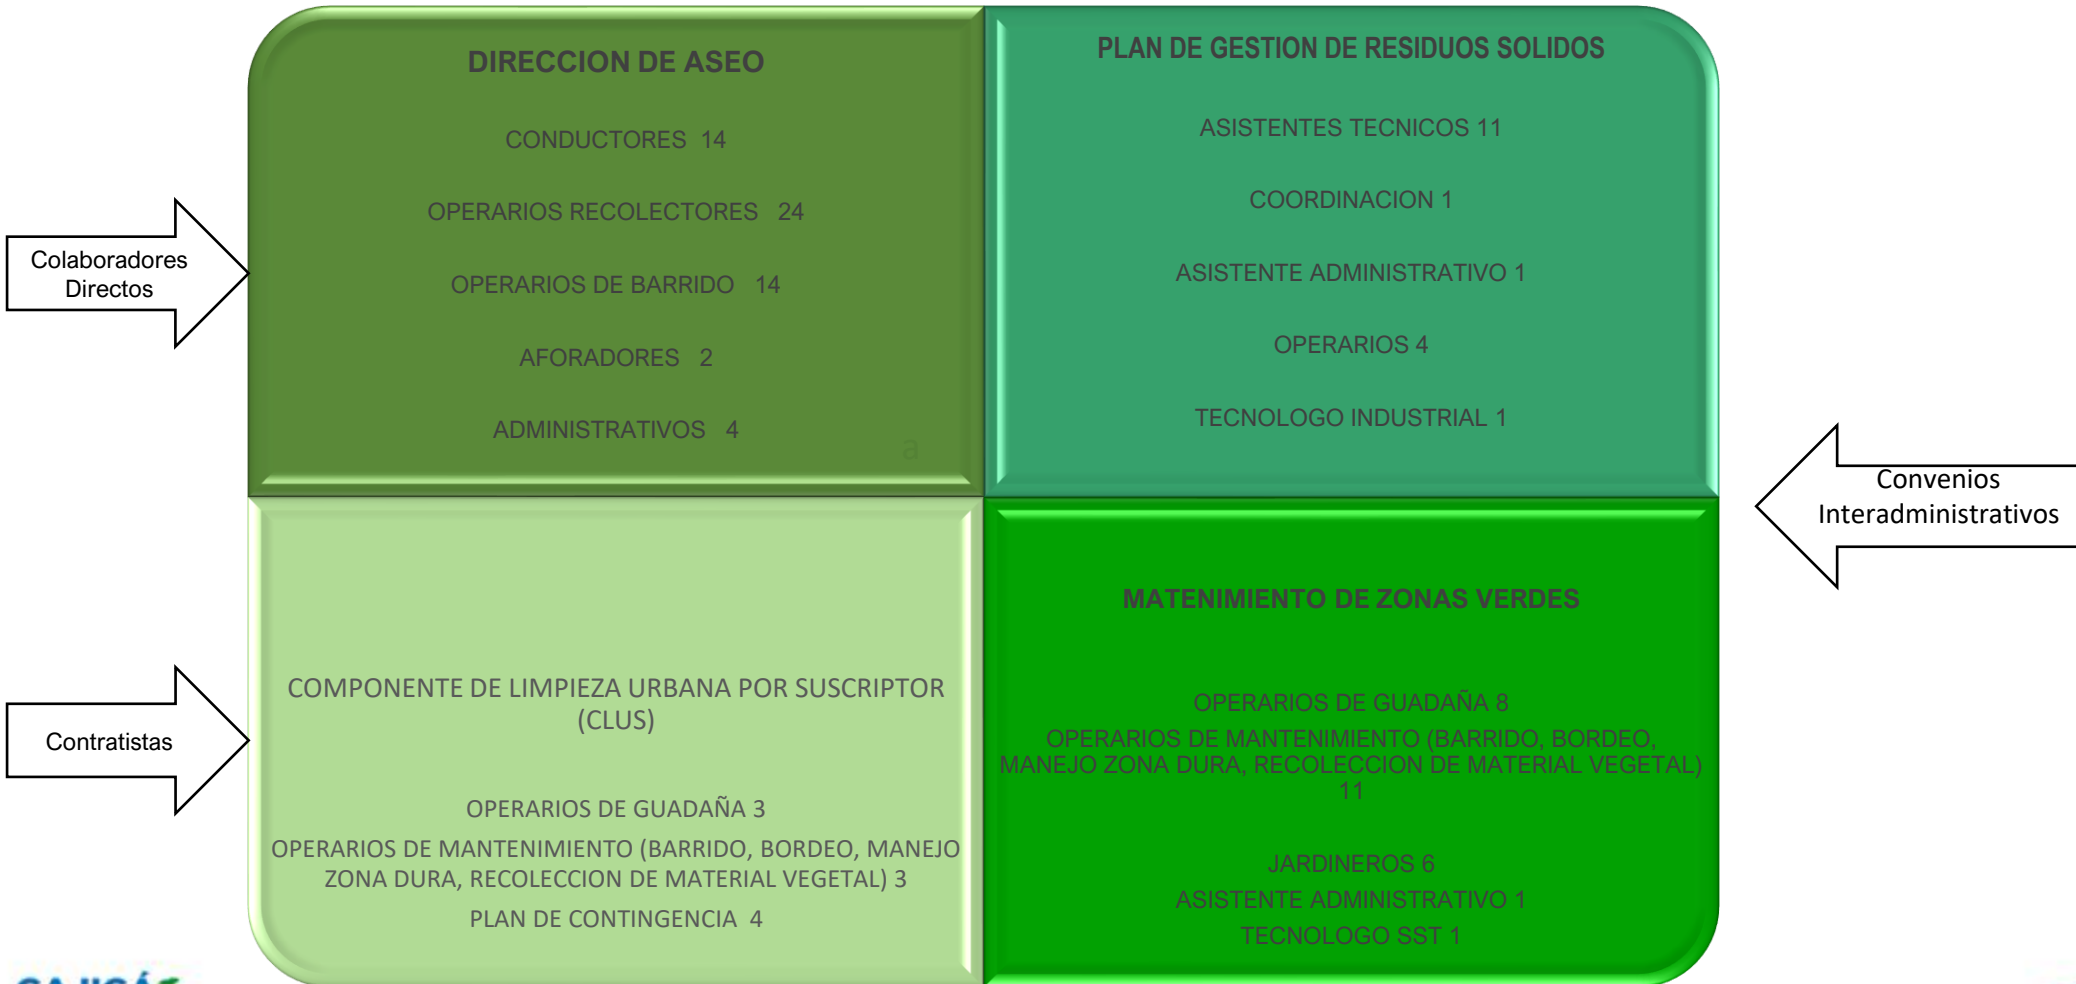 DIRECCION DE ASEO
CONDUCTORES 14
OPERARIOS RECOLECTORES 24
OPERARIOS DE BARRIDO 14
AFORADORES 2
ADMINISTRATIVOS 4
a
PLAN DE GESTION DE RESIDUOS SOLIDOS
ASISTENTES TECNICOS 11
COORDINACION 1
ASISTENTE ADMINISTRATIVO 1
OPERARIOS 4
TECNOLOGO INDUSTRIAL 1
Colaboradores
Directos
Convenios
Interadministrativos
Contratistas
COMPONENTE DE LIMPIEZA URBANA POR SUSCRIPTOR
(CLUS)
OPERARIOS DE GUADAÑA 3
OPERARIOS DE MANTENIMIENTO (BARRIDO, BORDEO, MANEJO
ZONA DURA, RECOLECCION DE MATERIAL VEGETAL) 3
PLAN DE CONTINGENCIA 4
MATENIMIENTO DE ZONAS VERDES
OPERARIOS DE GUADAÑA 8
OPERARIOS DE MANTENIMIENTO (BARRIDO, BORDEO,
MANEJO ZONA DURA, RECOLECCION DE MATERIAL VEGETAL)
11
JARDINEROS 6
ASISTENTE ADMINISTRATIVO 1
TECNOLOGO SST 1